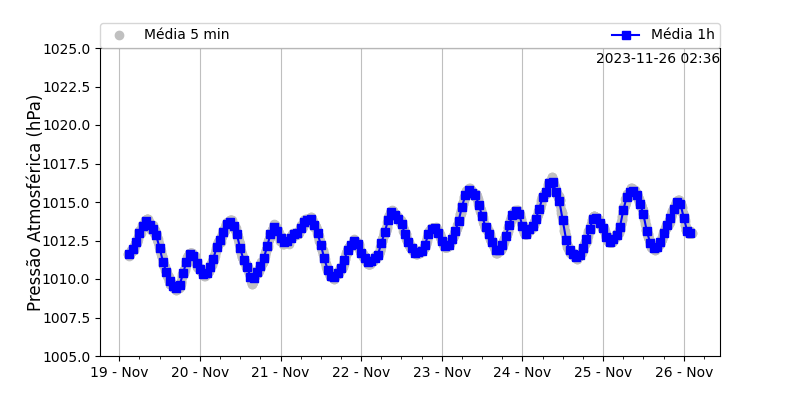 Média 5 min
Média 1h
2023-11-26 02:36
Pressão Atmosférica (hPa)
1025.0
1022.5
1020.0
1017.5
1015.0
1012.5
1010.0
1007.5
1005.0
19 - Nov
20 - Nov
21 - Nov
22 - Nov
23 - Nov
24 - Nov
25 - Nov
26 - Nov